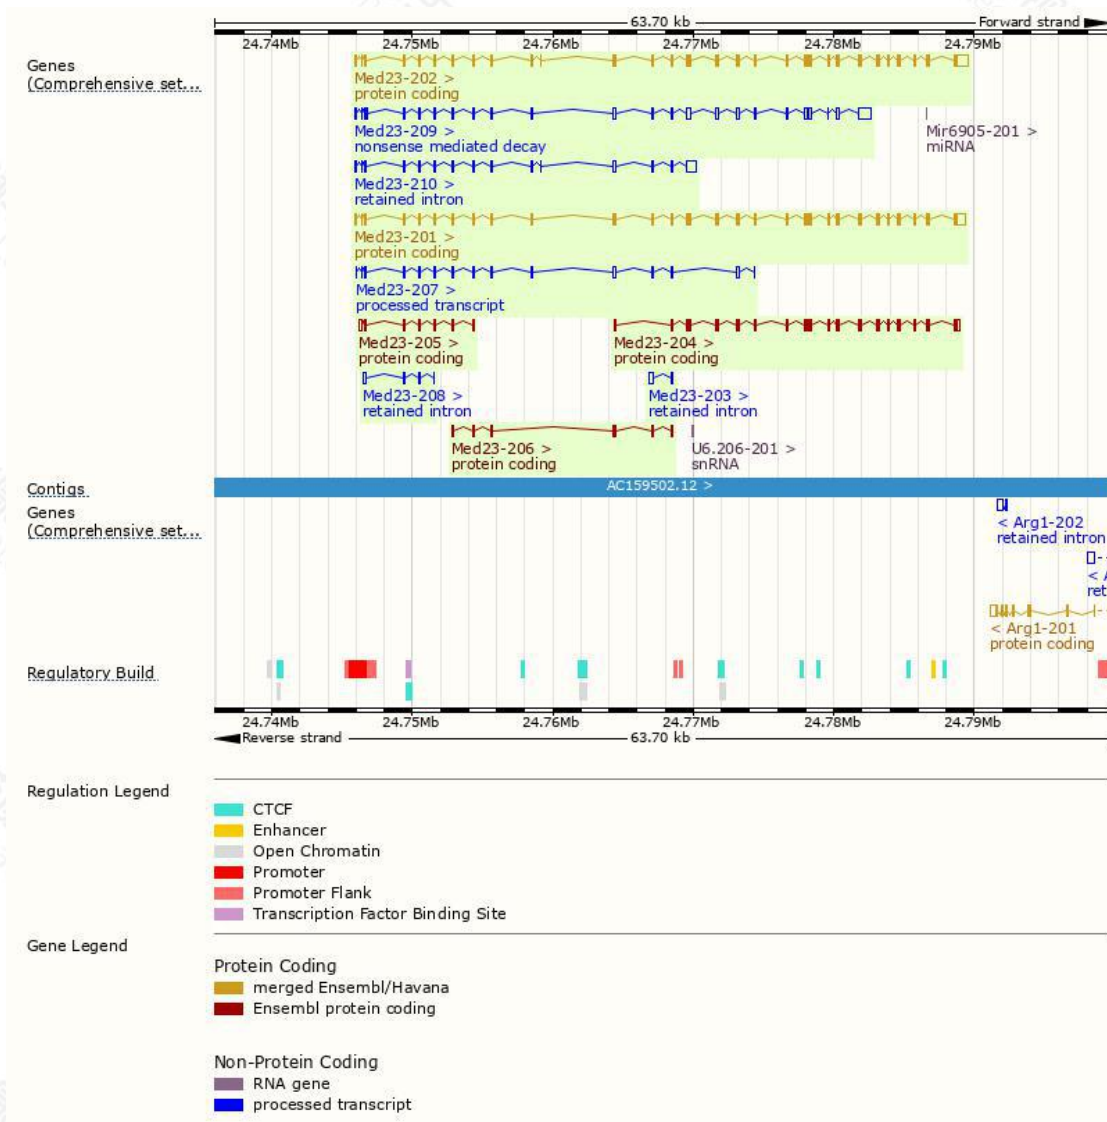 63.70 kb
Forward strand
24.74Mb 24.75Mb 24.76Mb 24.77Mb 24.78Mb 24.79Mb
Genes
(Comprehensive set...
Med23-202 >
protein coding
Med23-209 >
nonsense mediated decay
Mir6905-201 >
miRNA
Med23-210 >
retained intron
Med23-201 >
protein coding
Med23-207 >
processed transcript
Med23-205 >
protein coding
Med23-204 >
protein coding
Med23-208 >
retained intron
Med23-203 >
retained intron
Med23-206 >
protein coding
U6.206-201 >
snRNA
Contigs
AC159502.12 >
Genes
(Comprehensive set...
< Arg1-202
retained intron
< A
ret
< Arg1-201
protein coding
Regulatory Build
24.74Mb 24.75Mb 24.76Mb 24.77Mb 24.78Mb 24.79Mb
Reverse strand
63.70 kb
Regulation Legend
CTCF
Enhancer
Open Chromatin
Promoter
Promoter Flank
Transcription Factor Binding Site
Gene Legend
Protein Coding
merged Ensembl/Havana
Ensembl protein coding
Non-Protein Coding
RNA gene
processed transcript